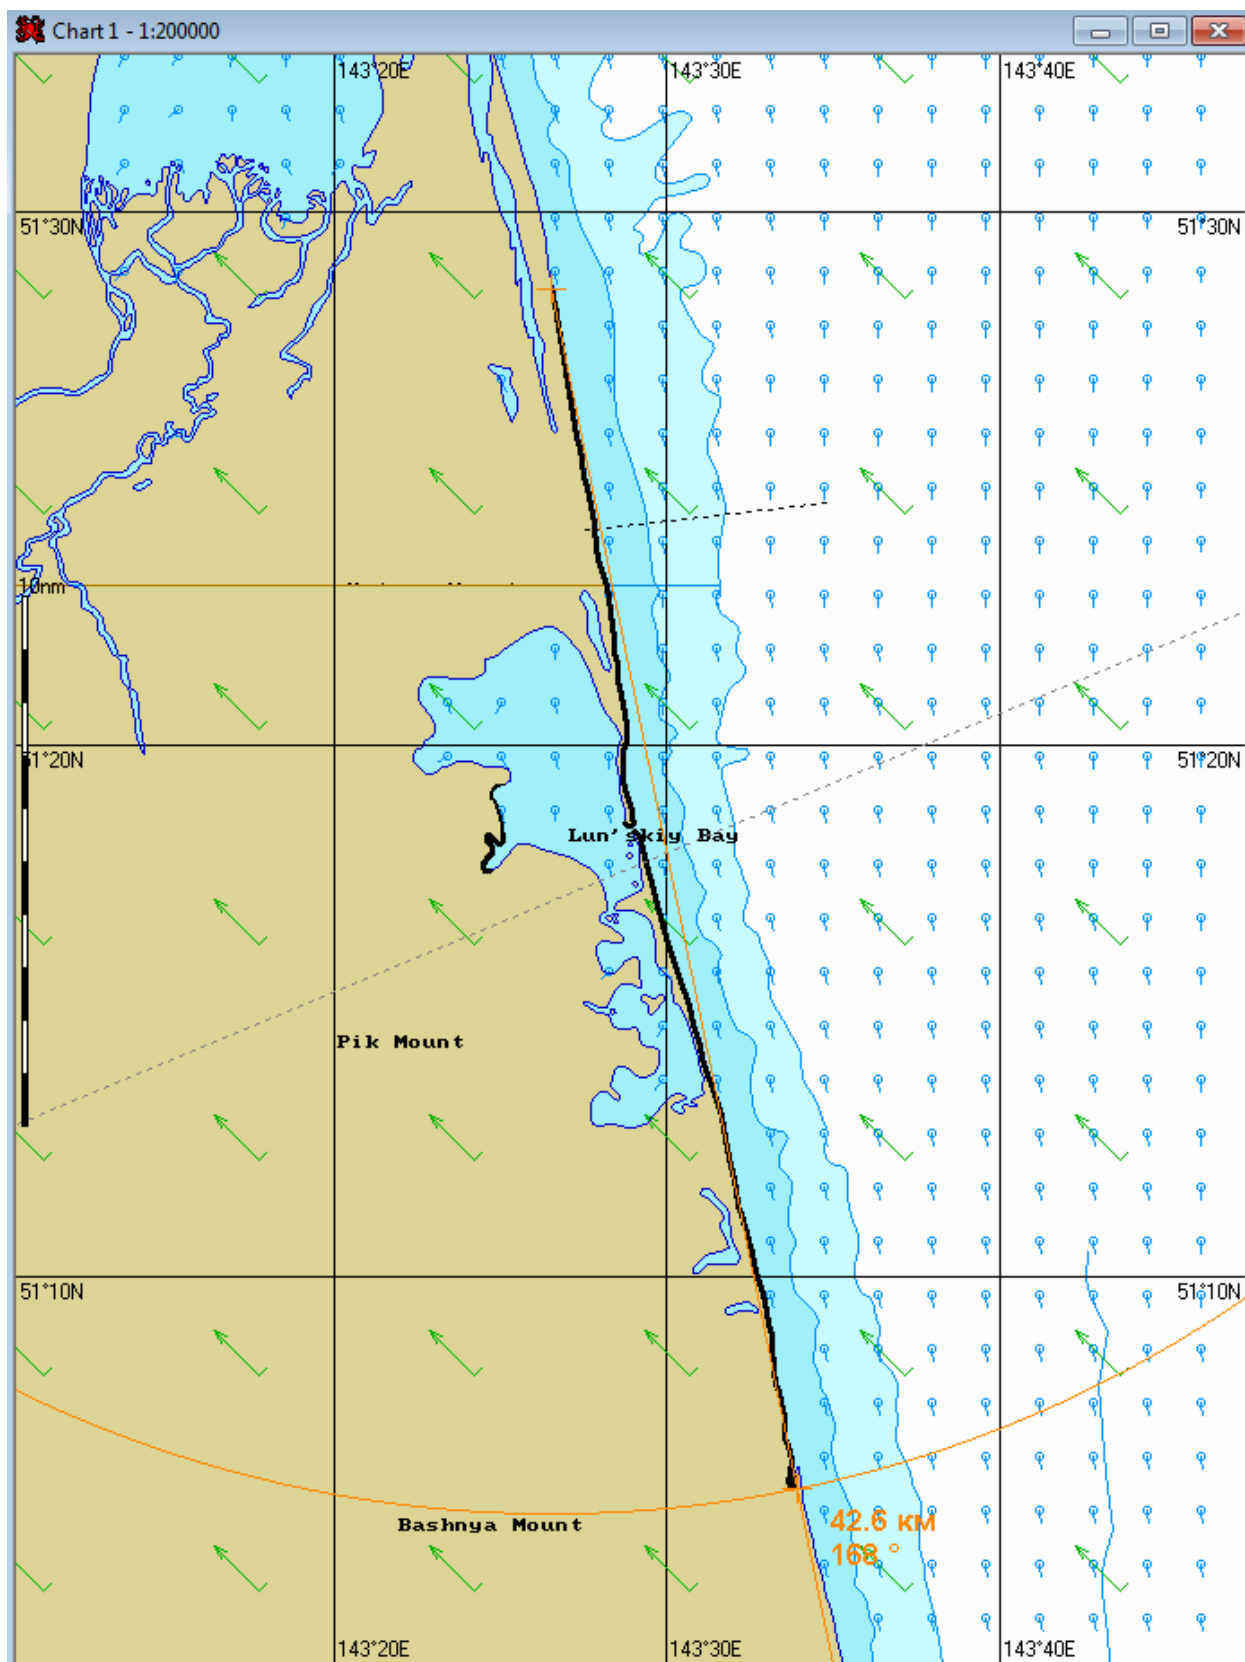 Chart 1 - 1:200000
143°20E
143°30E
143°40E
51°30N
51°30N
10nm
51°20N
51°20N
Lun'skiy Bay
Pik Mount
51°10N
51°10N
Bashnya Mount
42.6 км
168 °
143°20E
143°30E
143°40E